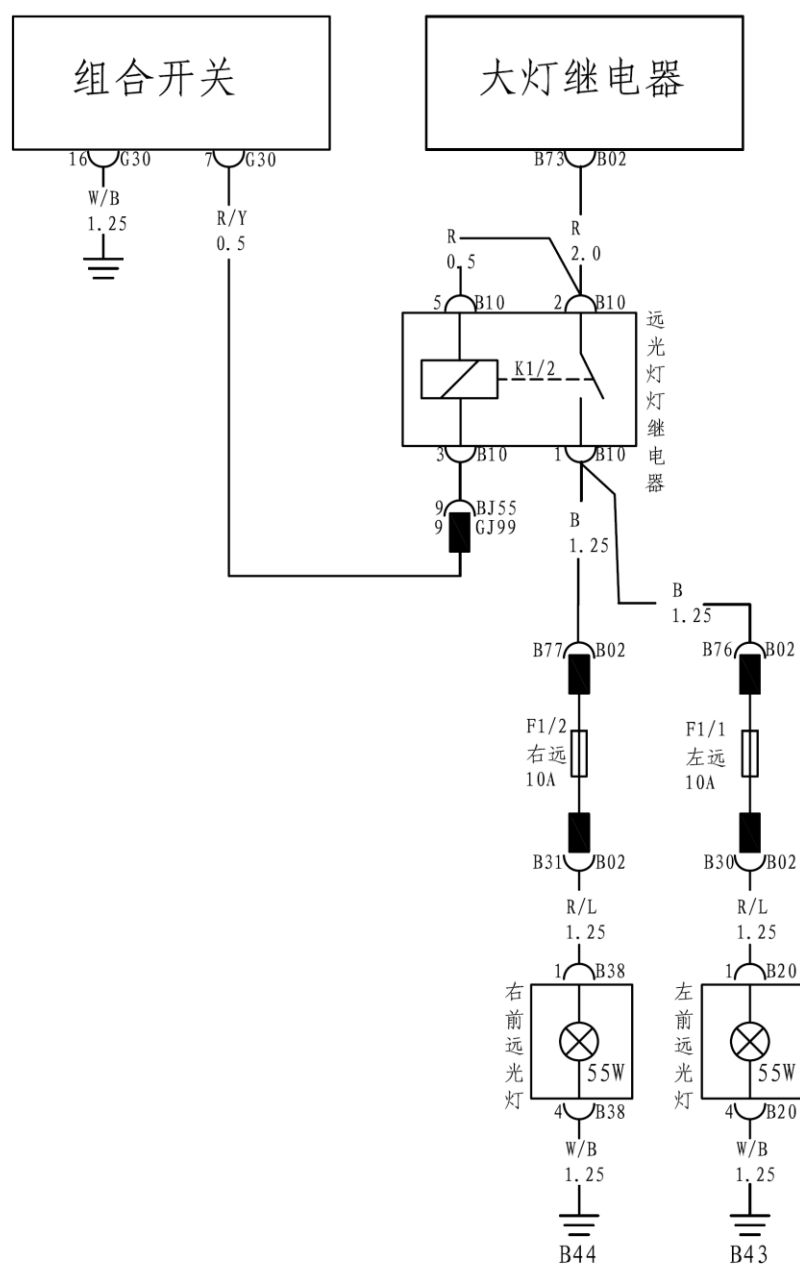 组合开关
大灯继电器
16 G30
7 G30
B73 B02
W/B
1.25
R/Y
0.5
R
0.5
R
2.0
5 B10
2 B10
K1/2
远光灯灯继电器
3 B10
1 B10
9 BJ55
9 GJ99
B
1.25
B
1.25
B77 B02
B76 B02
F1/2
右远
10A
F1/1
左远
10A
B31 B02
B30 B02
R/L
1.25
R/L
1.25
1 B38
1 B20
右前远光灯
55W
左前远光灯
55W
4 B38
4 B20
W/B
1.25
W/B
1.25
B44
B43